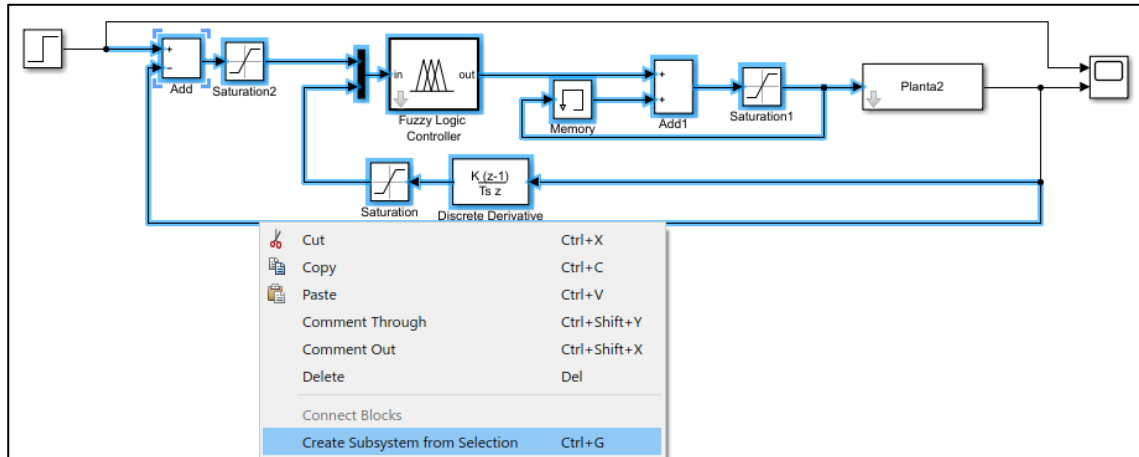 +
−
Add
Saturation2
in
out
Fuzzy Logic
Controller
Memory
+
+
Add1
Saturation1
Planta2
Saturation
K (z-1)
Ts z
Discrete Derivative
Cut Ctrl+X
Copy Ctrl+C
Paste Ctrl+V
Comment Through Ctrl+Shift+Y
Comment Out Ctrl+Shift+X
Delete Del
Connect Blocks
Create Subsystem from Selection Ctrl+G